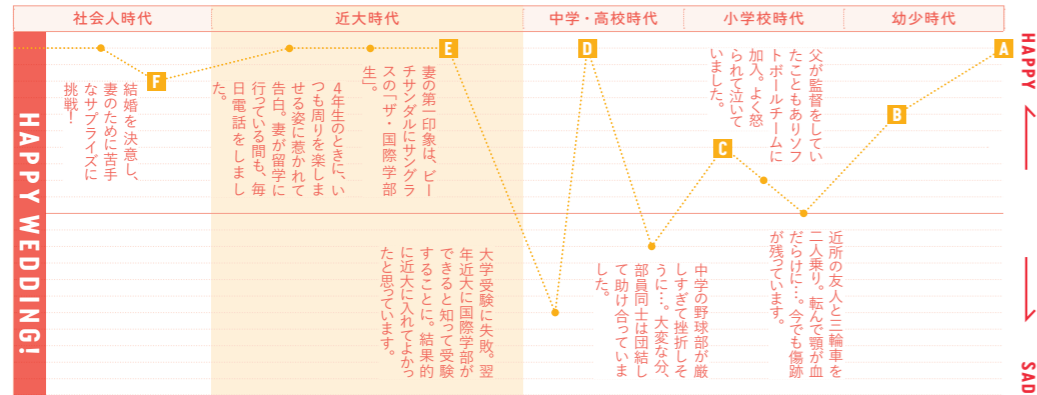 社会人時代
近大時代
中学・高校時代
小学校時代
幼少時代
HAPPY
SAD
A
B
近所の友人と三輪車を
二人乗り。転んで顎が血
だらけに…。今でも傷跡
が残っています。
C
父が監督をしてい
たこともありソフ
トボールチームに
加入。よく怒
られて泣いて
いました。
中学の野球部が厳
しすぎて挫折しそ
うに…。大変な分、
部員同士は団結し
て助け合っていま
した。
D
大学受験に失敗。翌
年近大に国際学部が
できると知って受験
することに。結果的
に近大に入れてよかっ
たと思っています。
E
妻の第一印象は、ビー
チサンダルにサングラ
スの「ザ・国際学部
生」。
4年生のときに、い
つも周りを楽しま
せる姿に惹かれて
告白。妻が留学に
行っている間も、毎
日電話をしまし
た。
F
結婚を決意し、
妻のために苦手
なサプライズに
挑戦！
HAPPY WEDDING!